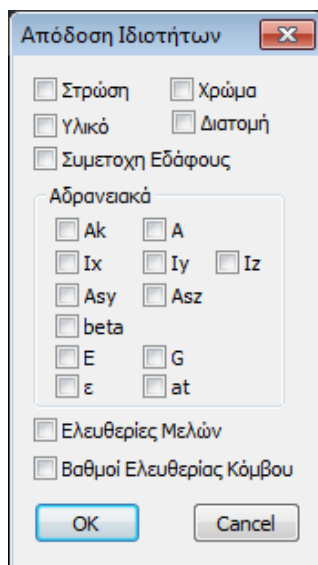 Απόδοση Ιδιοτήτων
Στρώση Χρώμα
Υλικό Διατομή
Συμετοχη Εδάφους
Αδρανειακά
Ak A
Ix Iy Iz
Asy Asz
beta
E G
ε at
Ελευθερίες Μελών
Βαθμοί Ελευθερίας Κόμβου
OK Cancel